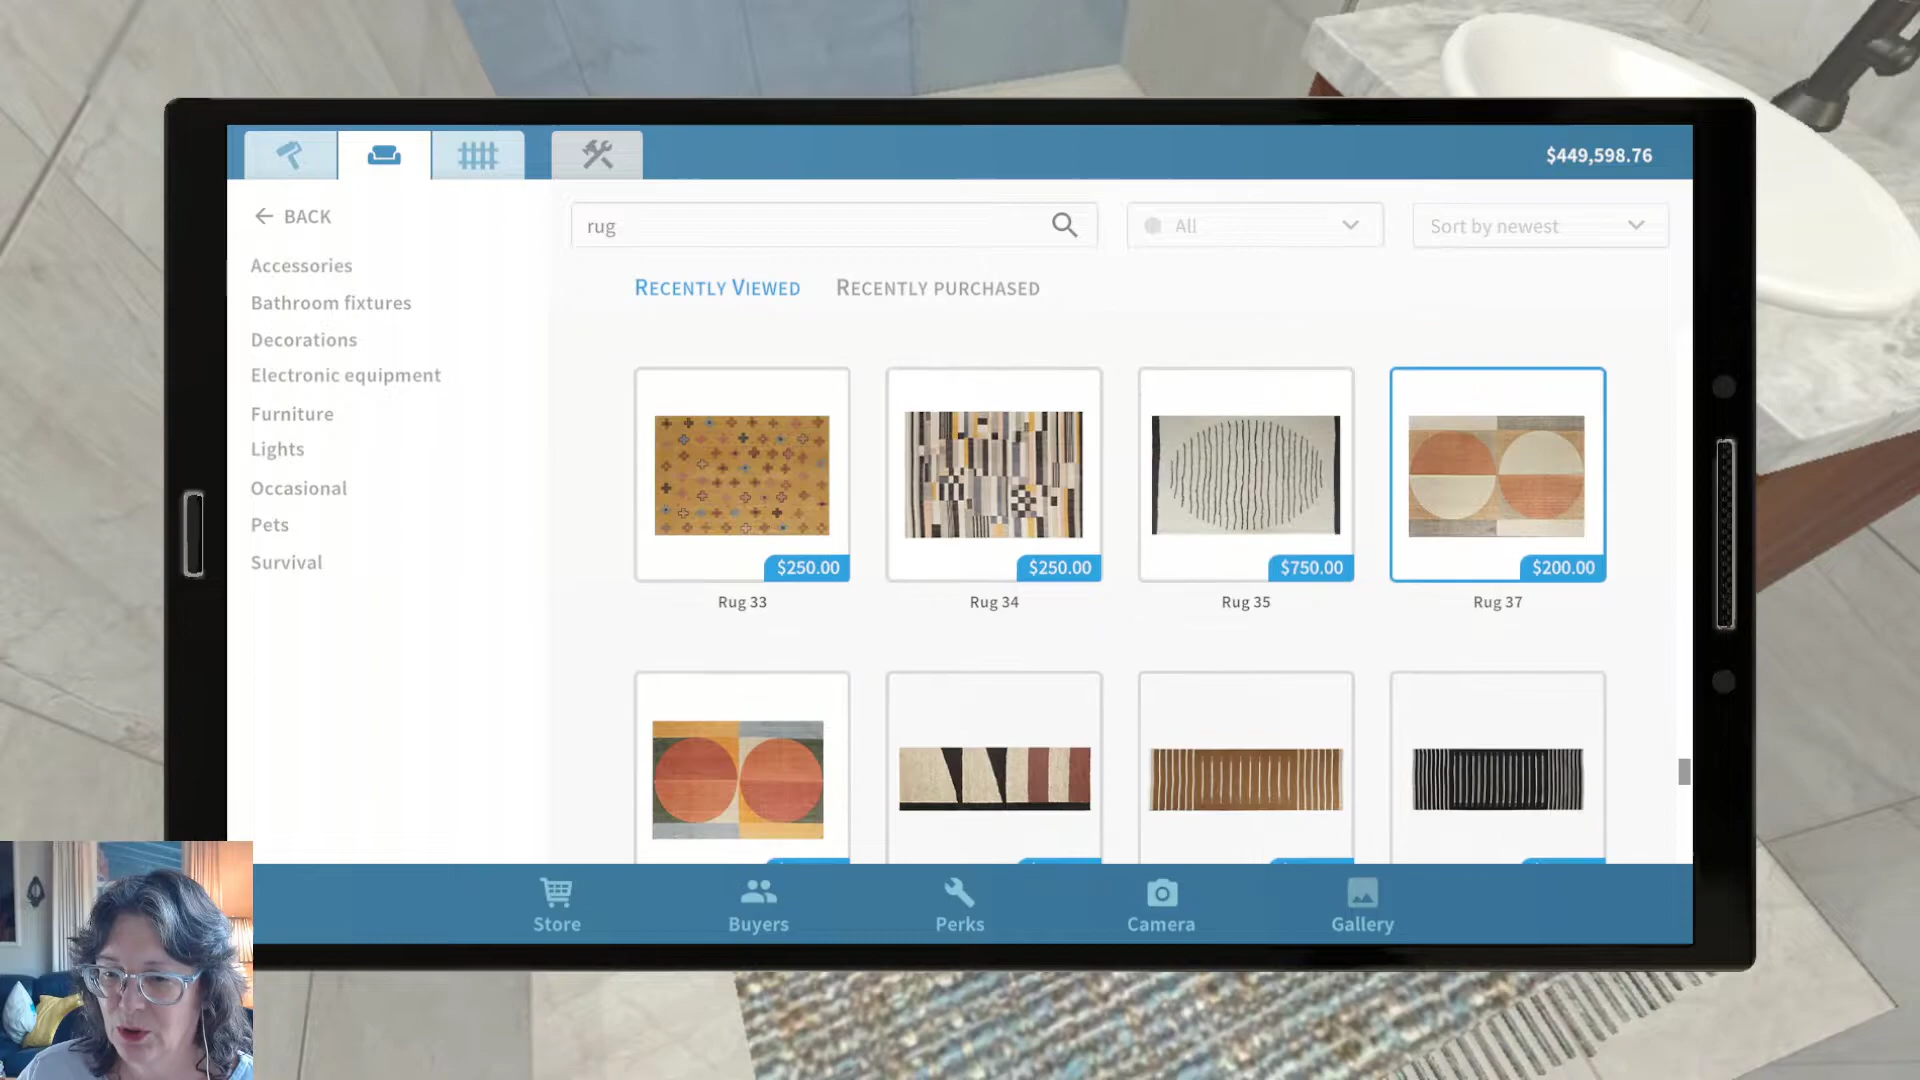 $449,598.76
BACK
rug
All
Sort by newest
Accessories
Bathroom fixtures
Decorations
Electronic equipment
Furniture
Lights
Occasional
Pets
Survival
RECENTLY VIEWED
RECENTLY PURCHASED
$250.00
$250.00
$750.00
$200.00
Rug 33
Rug 34
Rug 35
Rug 37
Store
Buyers
Perks
Camera
Gallery